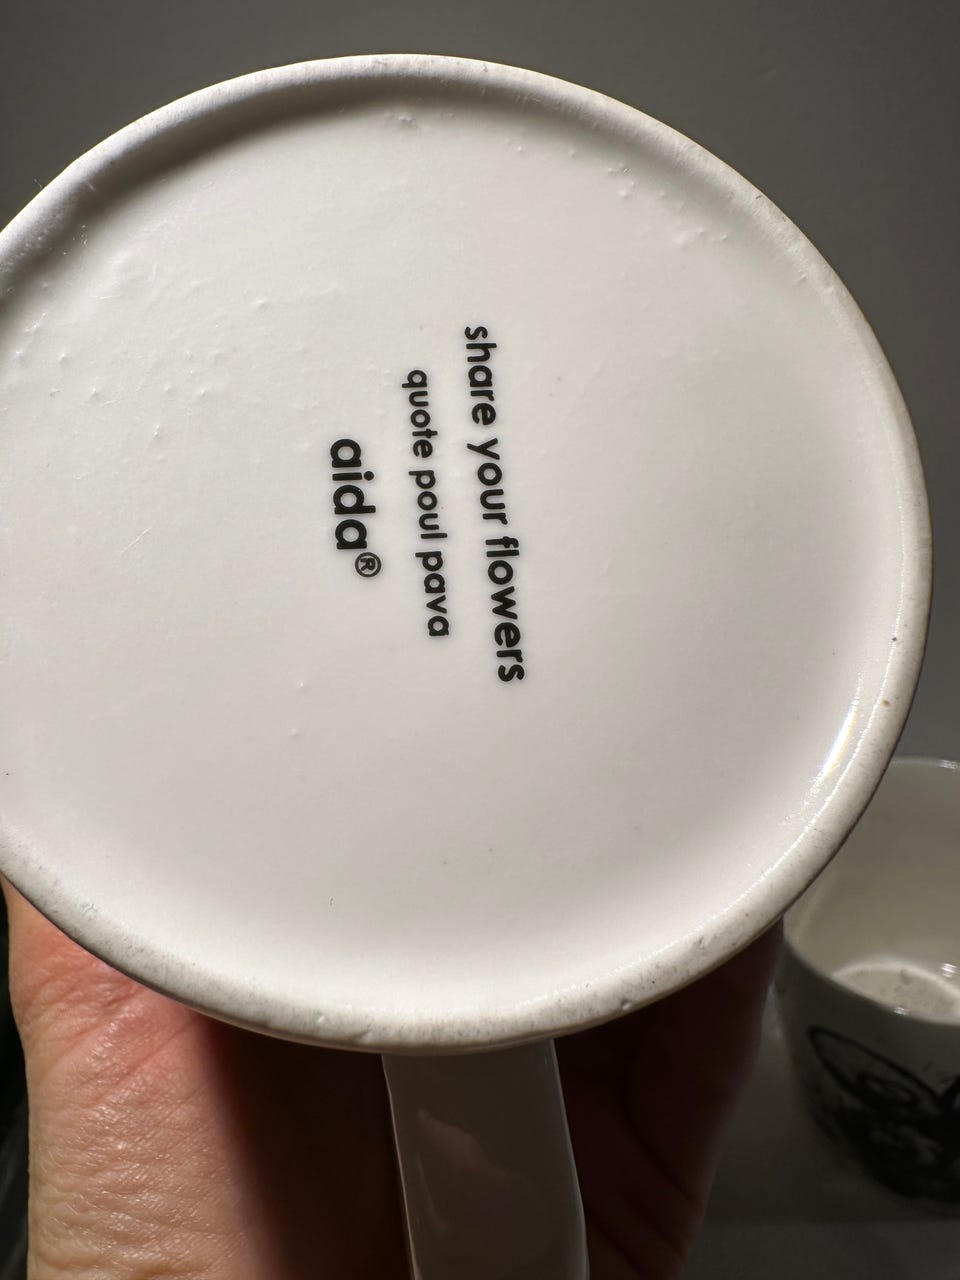 share your flowers
quote poul pava
aida®